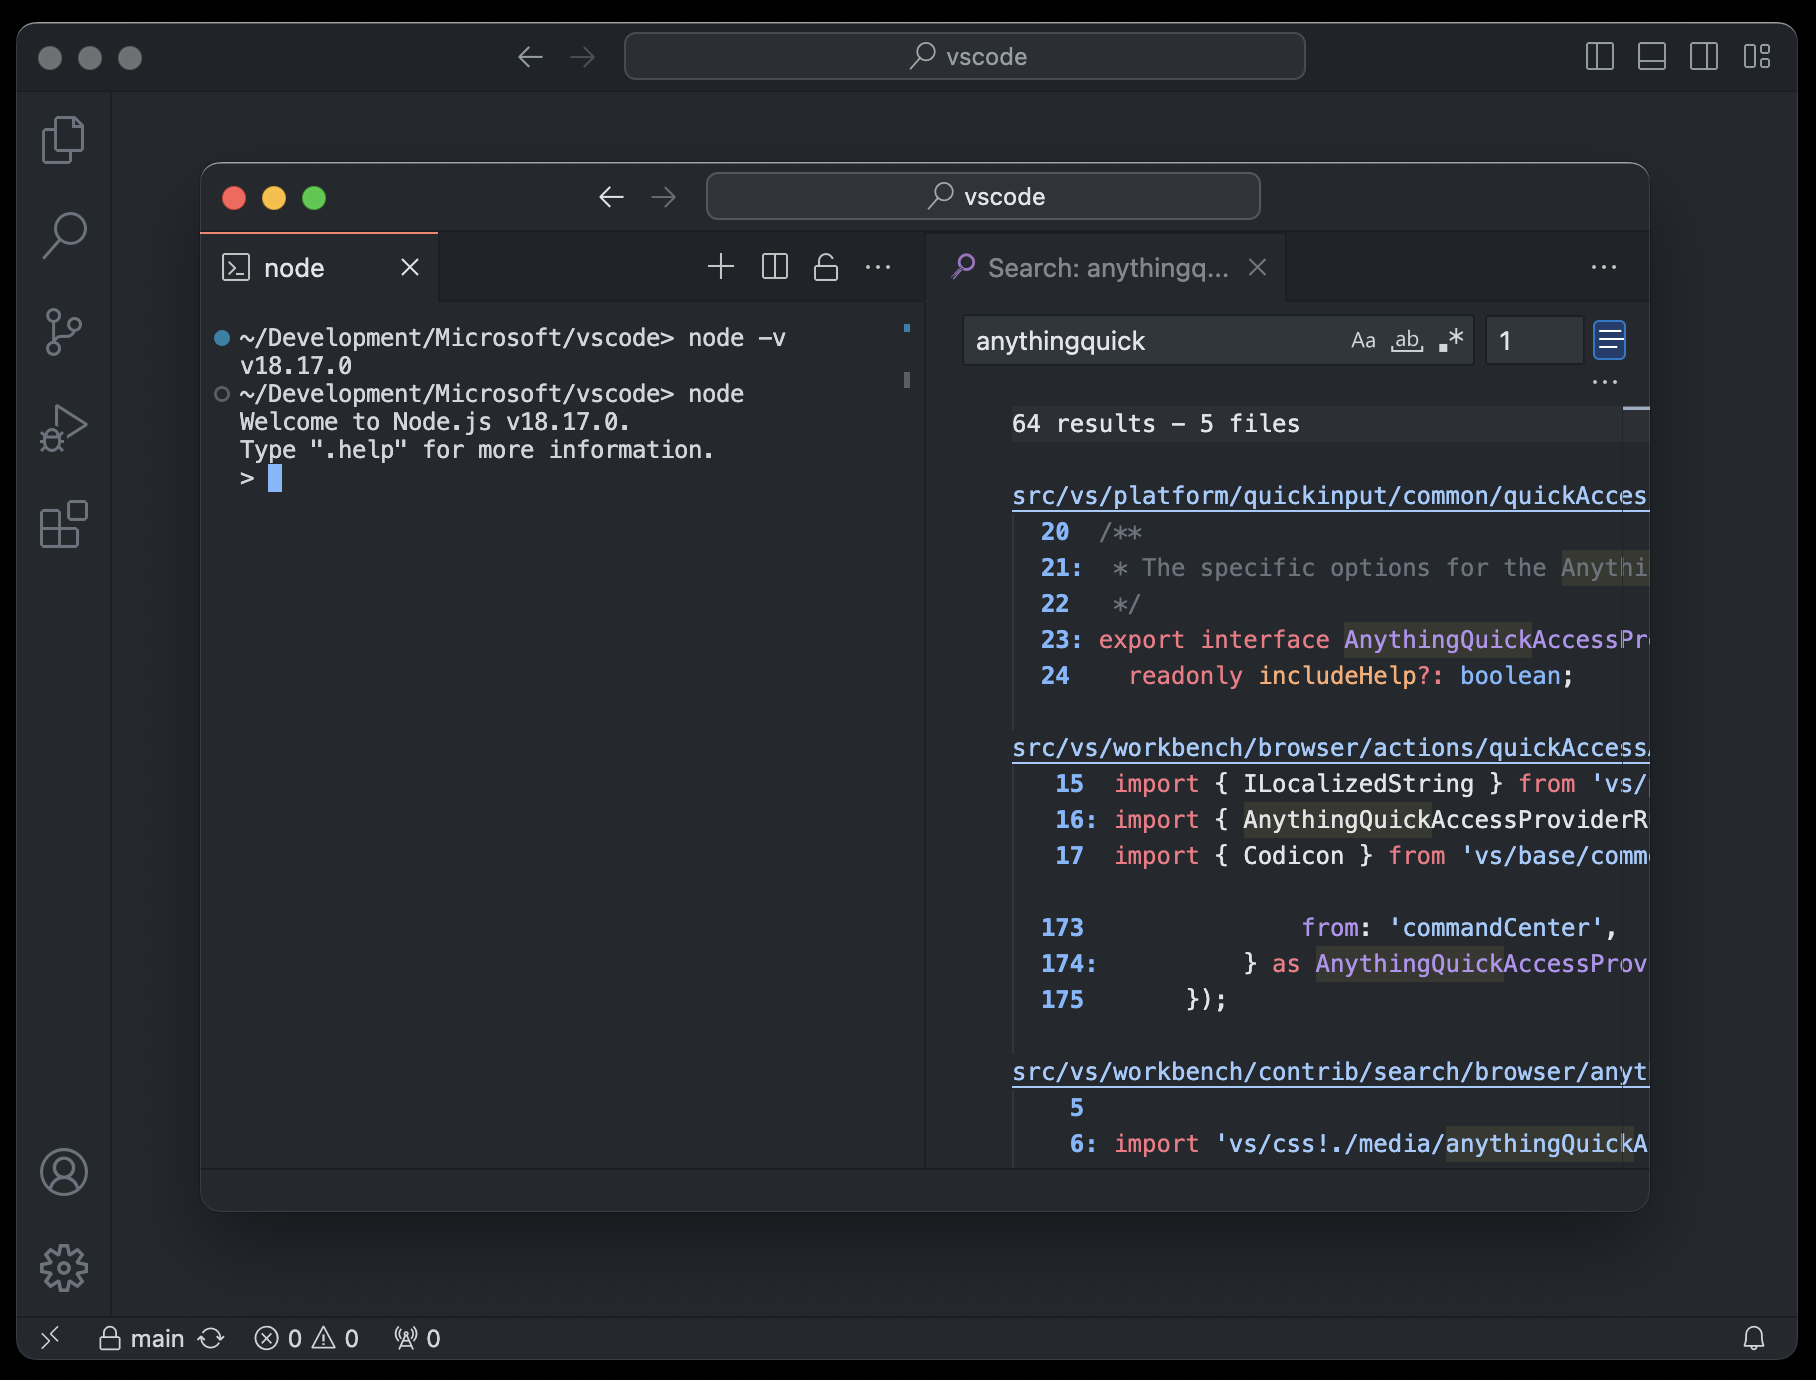 vscode
vscode
node
~/Development/Microsoft/vscode> node -v
v18.17.0
~/Development/Microsoft/vscode> node
Welcome to Node.js v18.17.0.
Type ".help" for more information.
>
Search: anythingq...
anythingquick Aa ab .* 1
64 results - 5 files
src/vs/platform/quickinput/common/quickAcces
20 /**
21: * The specific options for the Anythi
22 */
23: export interface AnythingQuickAccessPr
24 readonly includeHelp?: boolean;
src/vs/workbench/browser/actions/quickAccess
15 import { ILocalizedString } from 'vs/
16: import { AnythingQuickAccessProviderR
17 import { Codicon } from 'vs/base/comm
173 from: 'commandCenter',
174: } as AnythingQuickAccessProv
175 });
src/vs/workbench/contrib/search/browser/anyt
5
6: import 'vs/css!./media/anythingQuickA
main 0 0 0